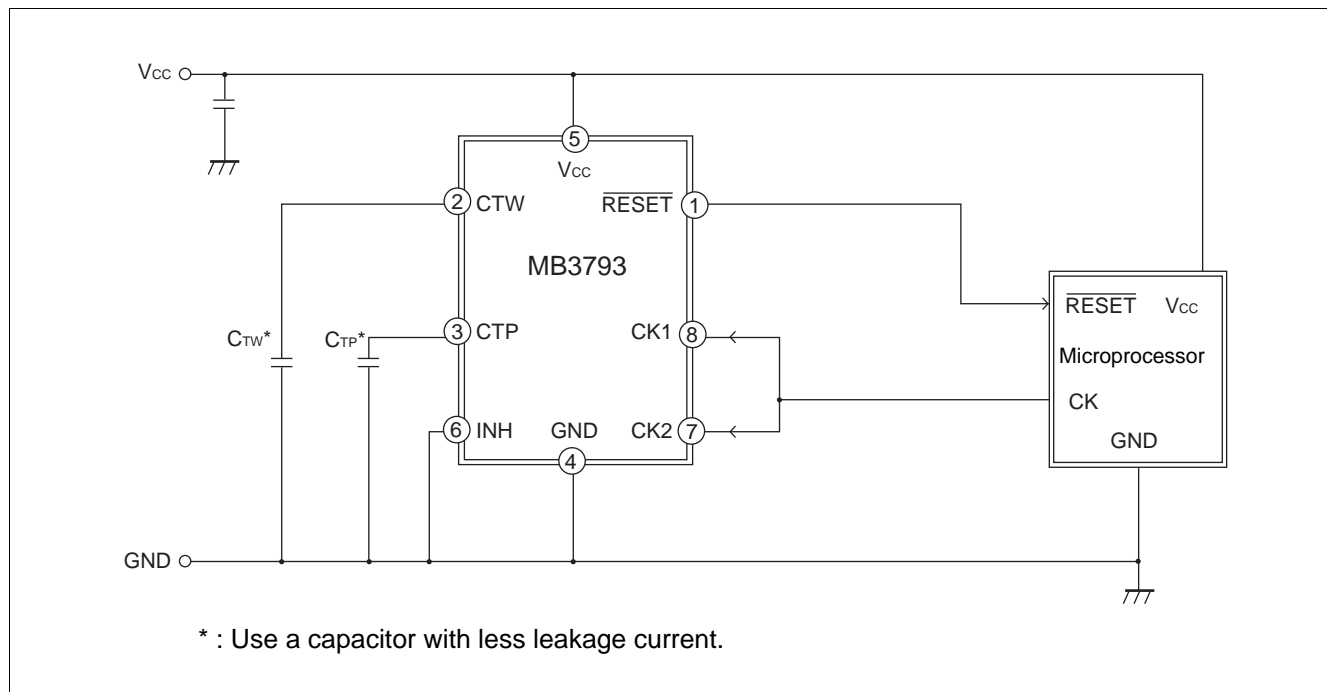 Vcc
5
Vcc
2 CTW
RESET 1
MB3793
CTW*
CTP*
3 CTP
CK1 8
6 INH
GND
CK2 7
4
RESET Vcc
Microprocessor
CK
GND
GND
* : Use a capacitor with less leakage current.